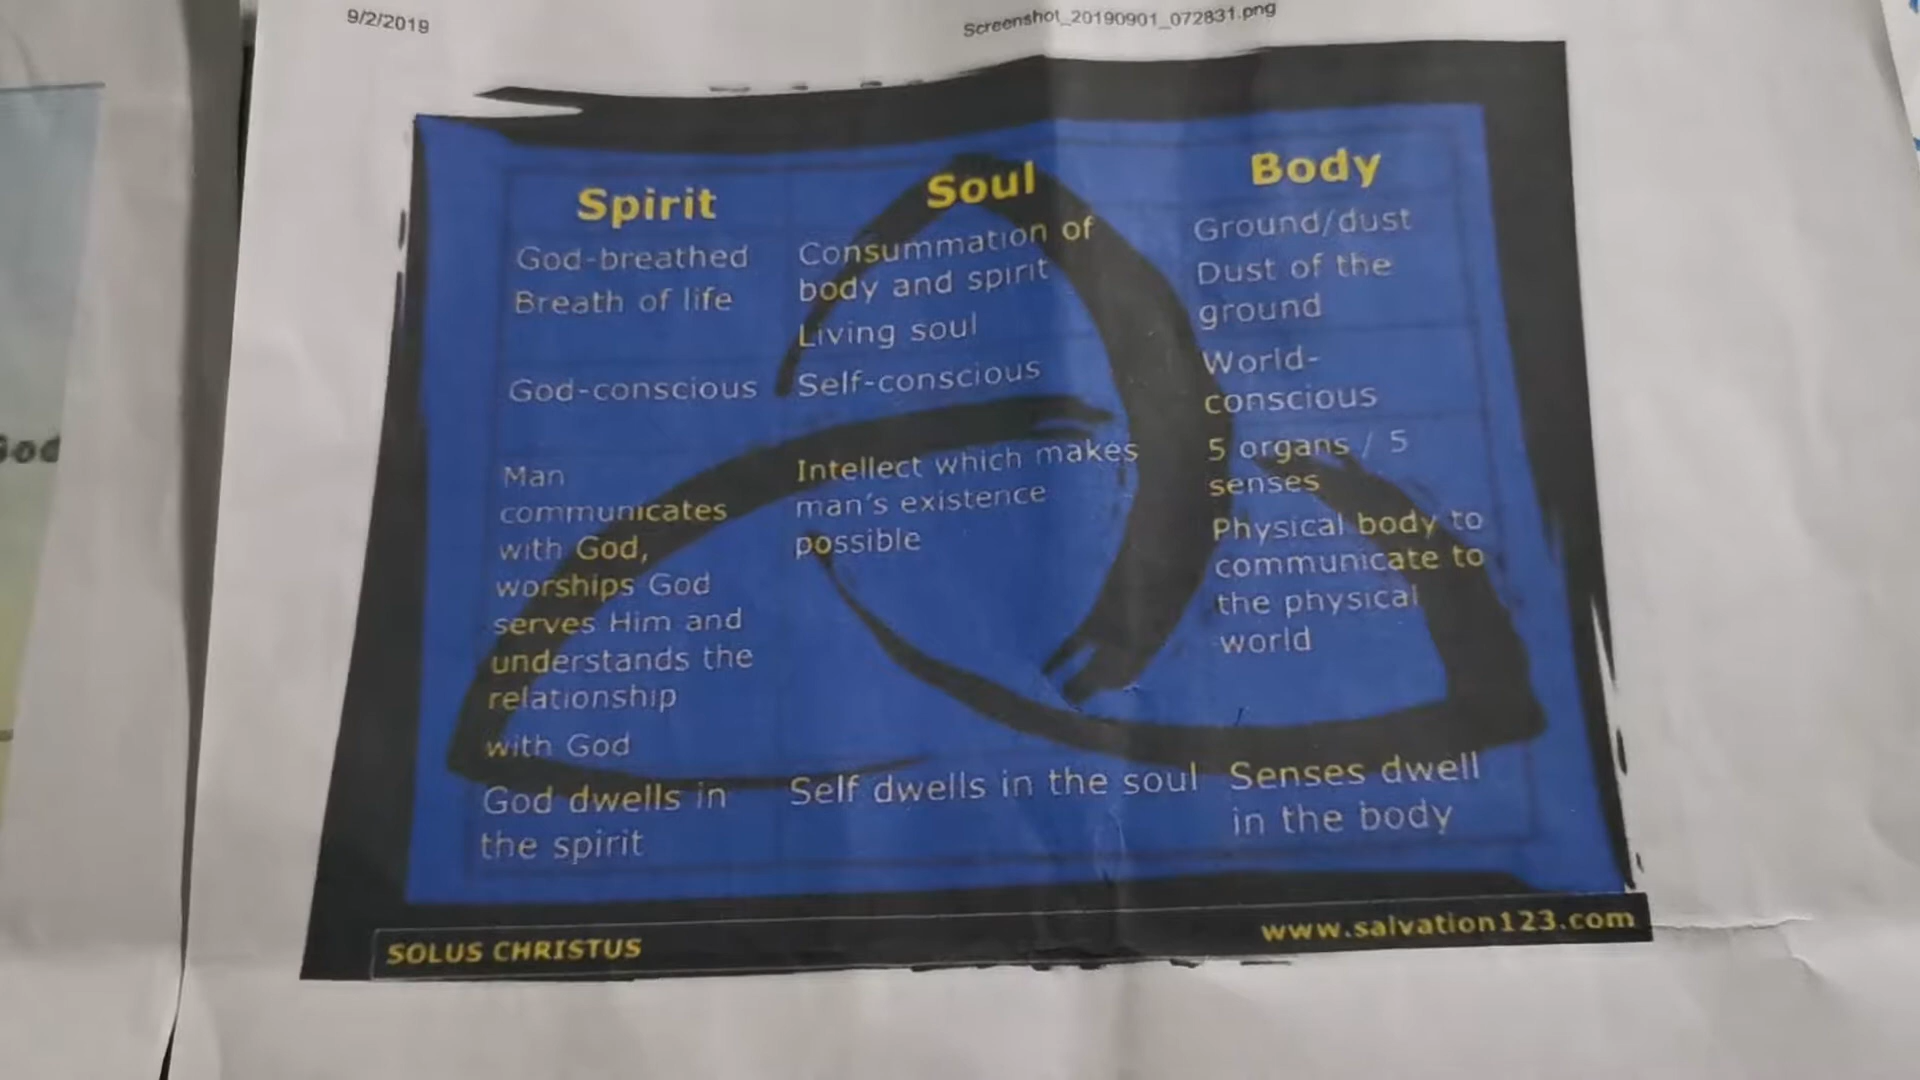 9/2/2019
Screenshot_20190901_072831.png
Spirit
God-breathed
Breath of life
God-conscious
Man
communicates
with God,
worships God
serves Him and
understands the
relationship
with God
God dwells in
the spirit
Soul
Consummation of
body and spirit
Living soul
Self-conscious
Intellect which makes
man's existence
possible
Self dwells in the soul
Body
Ground/dust
Dust of the
ground
World-
conscious
5 organs / 5
senses
Physical body to
communicate to
the physical
world
Senses dwell
in the body
SOLUS CHRISTUS
www.salvation123.com